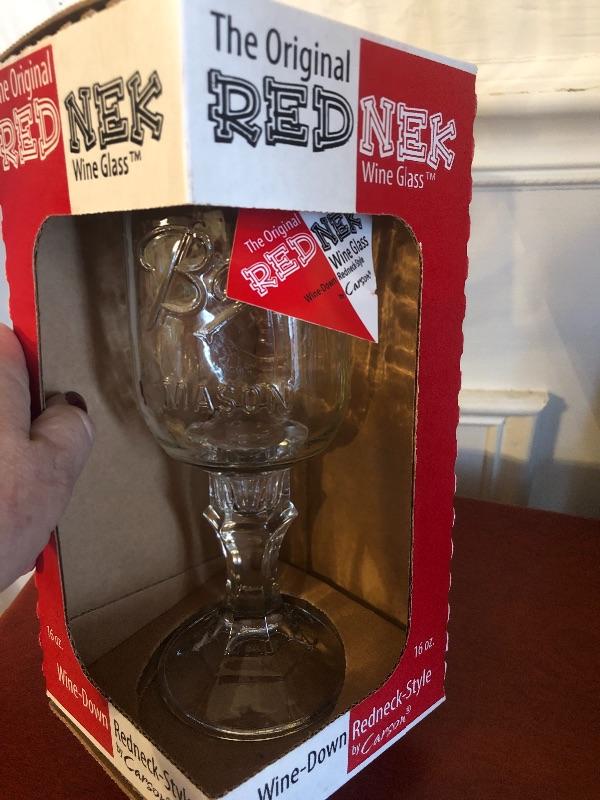 The Original
REDNEK
Wine Glass™
The Original
REDNEK
Wine Glass™
The Original
REDNEK
Wine Glass
Wine-Down Redneck-Style
by Carson®
MASON
16 oz.
Wine-Down
Redneck-Style
by Carson
16 oz.
Wine-Down Redneck-Style
by Carson®